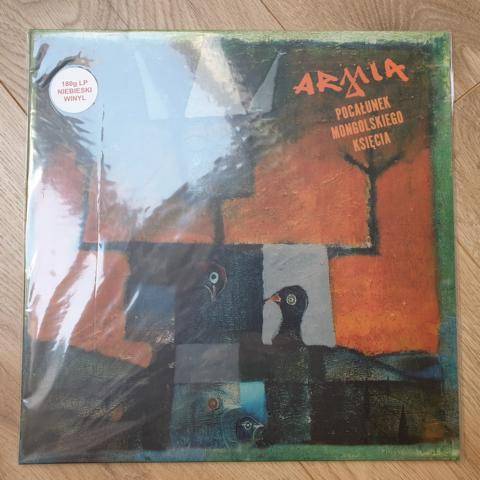 180g LP
NIEBIESKI
WINYL
ARMIA
POCAŁUNEK
MONGOLSKIEGO
KSIĘCIA